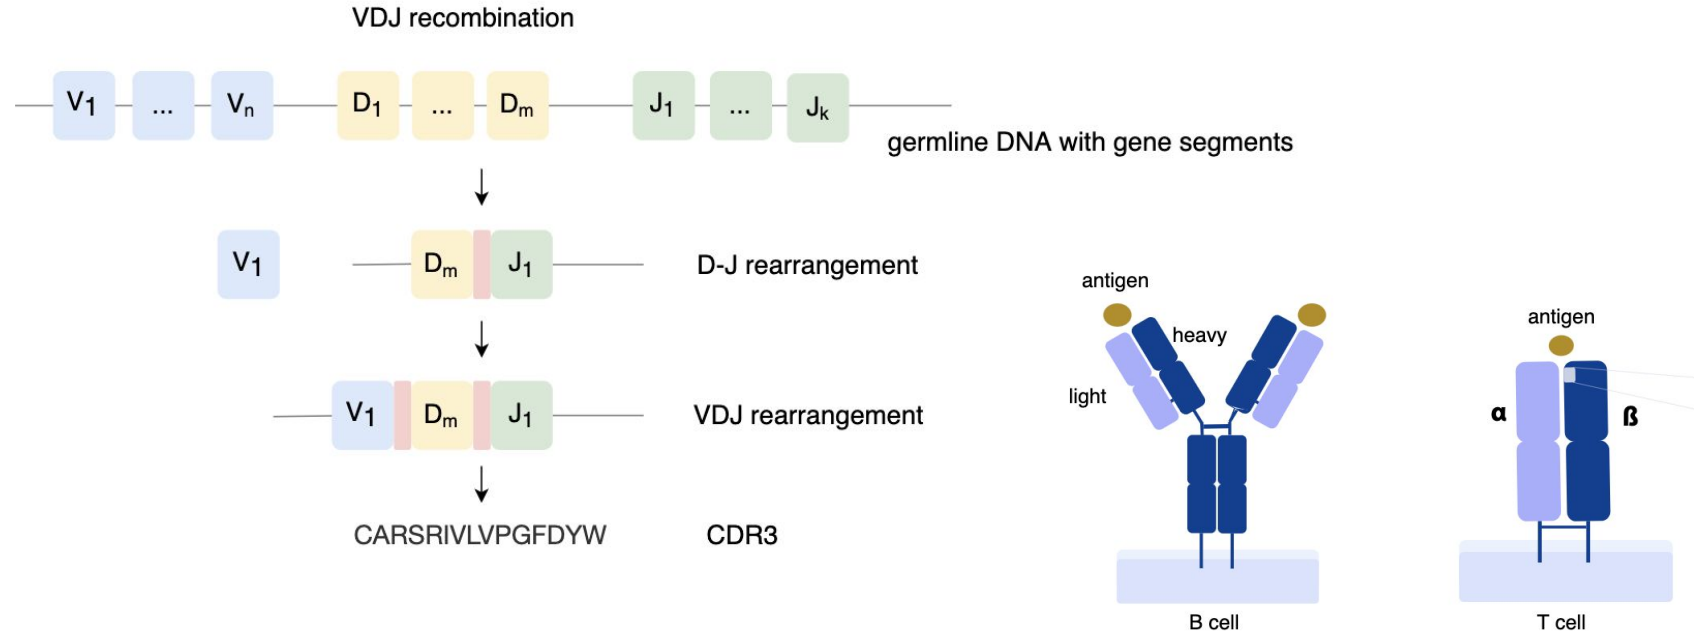 VDJ recombination
V1 ... Vn D1 ... Dm J1 ... Jk
germline DNA with gene segments
V1 Dm J1 D-J rearrangement
V1 Dm J1 VDJ rearrangement
CARSRIVLVPGFDYW CDR3
antigen
heavy
light
B cell
antigen
α ß
T cell